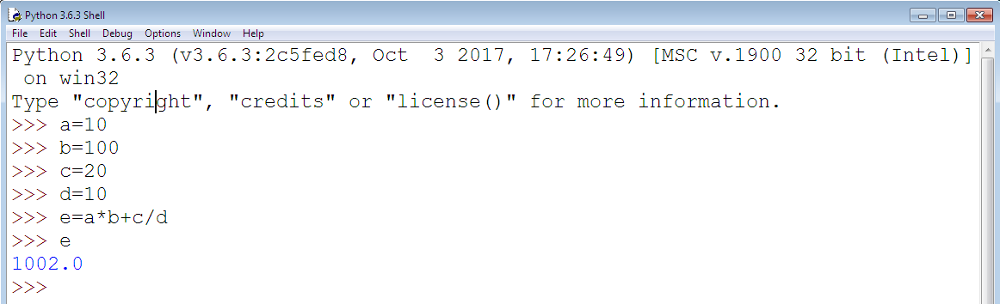 Python 3.6.3 Shell
File Edit Shell Debug Options Window Help
Python 3.6.3 (v3.6.3:2c5fed8, Oct  3 2017, 17:26:49) [MSC v.1900 32 bit (Intel)]
 on win32
Type "copyright", "credits" or "license()" for more information.
>>> a=10
>>> b=100
>>> c=20
>>> d=10
>>> e=a*b+c/d
>>> e
1002.0
>>>